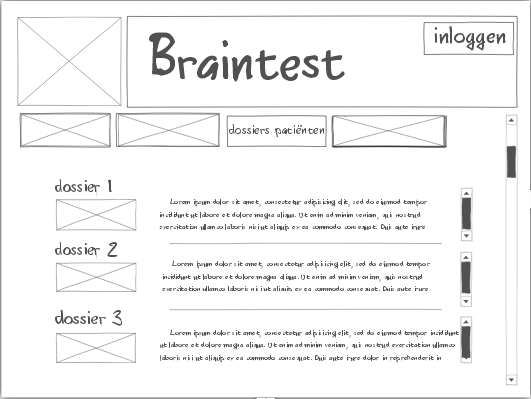 Braintest
inloggen
dossiers patiënten
dossier 1
Lorem ipsum dolor sit amet, consectetur adipisicing elit, sed do eiusmod tempor
incididunt ut labore et dolore magna aliqua. Ut enim ad minim veniam, quis nostrud
exercitation ullamco laboris nisi ut aliquip ex ea commodo consequat. Duis aute irure
dossier 2
Lorem ipsum dolor sit amet, consectetur adipisicing elit, sed do eiusmod tempor
incididunt ut labore et dolore magna aliqua. Ut enim ad minim veniam, quis nostrud
exercitation ullamco laboris nisi ut aliquip ex ea commodo consequat. Duis aute irure
dossier 3
Lorem ipsum dolor sit amet, consectetur adipisicing elit, sed do eiusmod tempor incididunt
ut labore et dolore magna aliqua. Ut enim ad minim veniam, quis nostrud exercitation ullamco
laboris nisi ut aliquip ex ea commodo consequat. Duis aute irure dolor in reprehenderit in